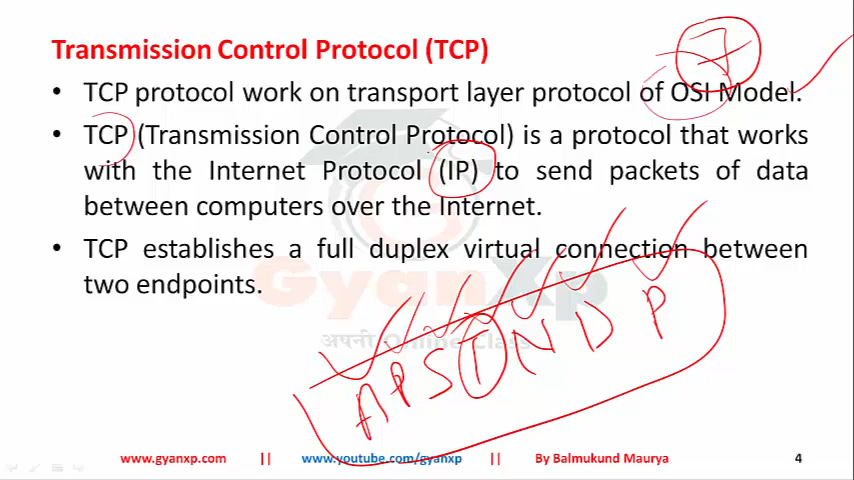 Transmission Control Protocol (TCP)
7
• TCP protocol work on transport layer protocol of OSI Model.
• TCP (Transmission Control Protocol) is a protocol that works
with the Internet Protocol (IP) to send packets of data
between computers over the Internet.
• TCP establishes a full duplex virtual connection between
two endpoints.
GyanXp
अपनी Online Class
A P S T N D P
www.gyanxp.com || www.youtube.com/gyanxp || By Balmukund Maurya 4